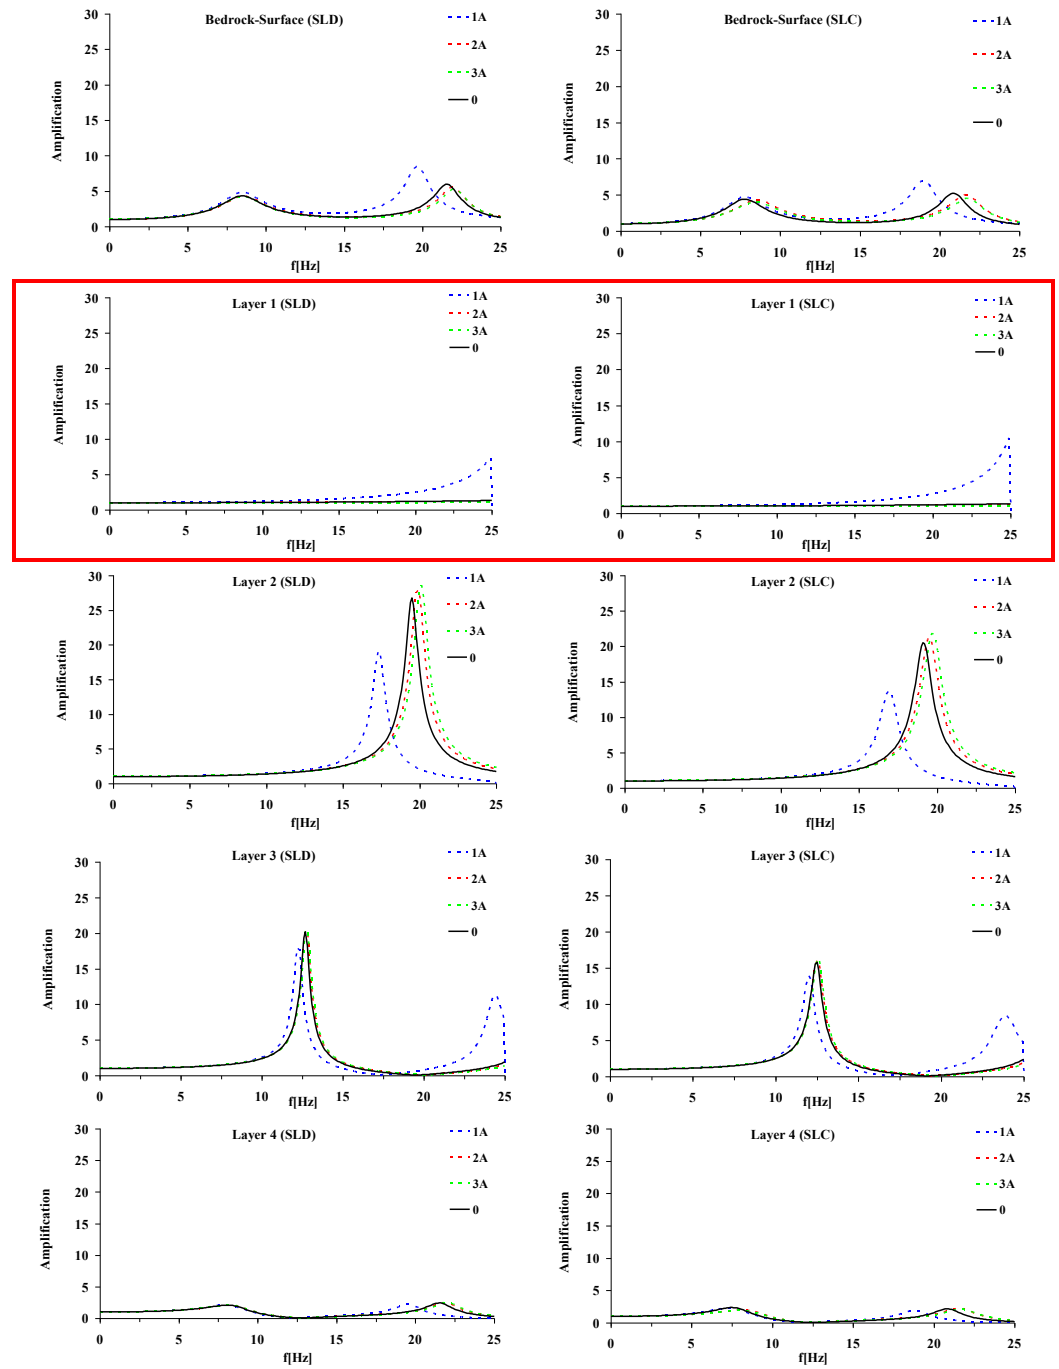 Bedrock-Surface (SLD)
1A
2A
3A
0
Amplification
30
25
20
15
10
5
0
0 5 10 15 20 25
f[Hz]
Bedrock-Surface (SLC)
1A
2A
3A
0
Amplification
30
25
20
15
10
5
0
0 5 10 15 20 25
f[Hz]
Layer 1 (SLD)
1A
2A
3A
0
Amplification
30
25
20
15
10
5
0
0 5 10 15 20 25
f[Hz]
Layer 1 (SLC)
1A
2A
3A
0
Amplification
30
25
20
15
10
5
0
0 5 10 15 20 25
f[Hz]
Layer 2 (SLD)
1A
2A
3A
0
Amplification
30
25
20
15
10
5
0
0 5 10 15 20 25
f[Hz]
Layer 2 (SLC)
1A
2A
3A
0
Amplification
30
25
20
15
10
5
0
0 5 10 15 20 25
f[Hz]
Layer 3 (SLD)
1A
2A
3A
0
Amplification
30
25
20
15
10
5
0
0 5 10 15 20 25
f[Hz]
Layer 3 (SLC)
1A
2A
3A
0
Amplification
30
25
20
15
10
5
0
0 5 10 15 20 25
f[Hz]
Layer 4 (SLD)
1A
2A
3A
0
Amplification
30
25
20
15
10
5
0
0 5 10 15 20 25
f[Hz]
Layer 4 (SLC)
1A
2A
3A
0
Amplification
30
25
20
15
10
5
0
0 5 10 15 20 25
f[Hz]